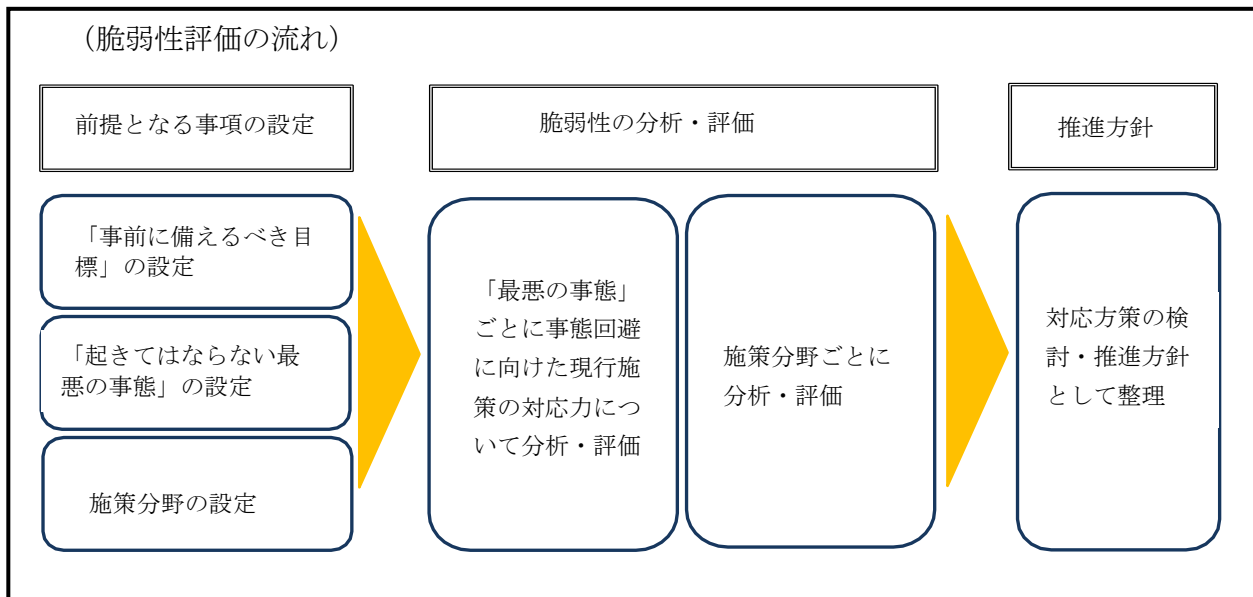 （脆弱性評価の流れ）
前提となる事項の設定
脆弱性の分析・評価
推進方針
「事前に備えるべき目
標」の設定
「起きてはならない最
悪の事態」の設定
施策分野の設定
「最悪の事態」
ごとに事態回避
に向けた現行施
策の対応力につ
いて分析・評価
施策分野ごとに
分析・評価
対応方策の検
討・推進方針
として整理